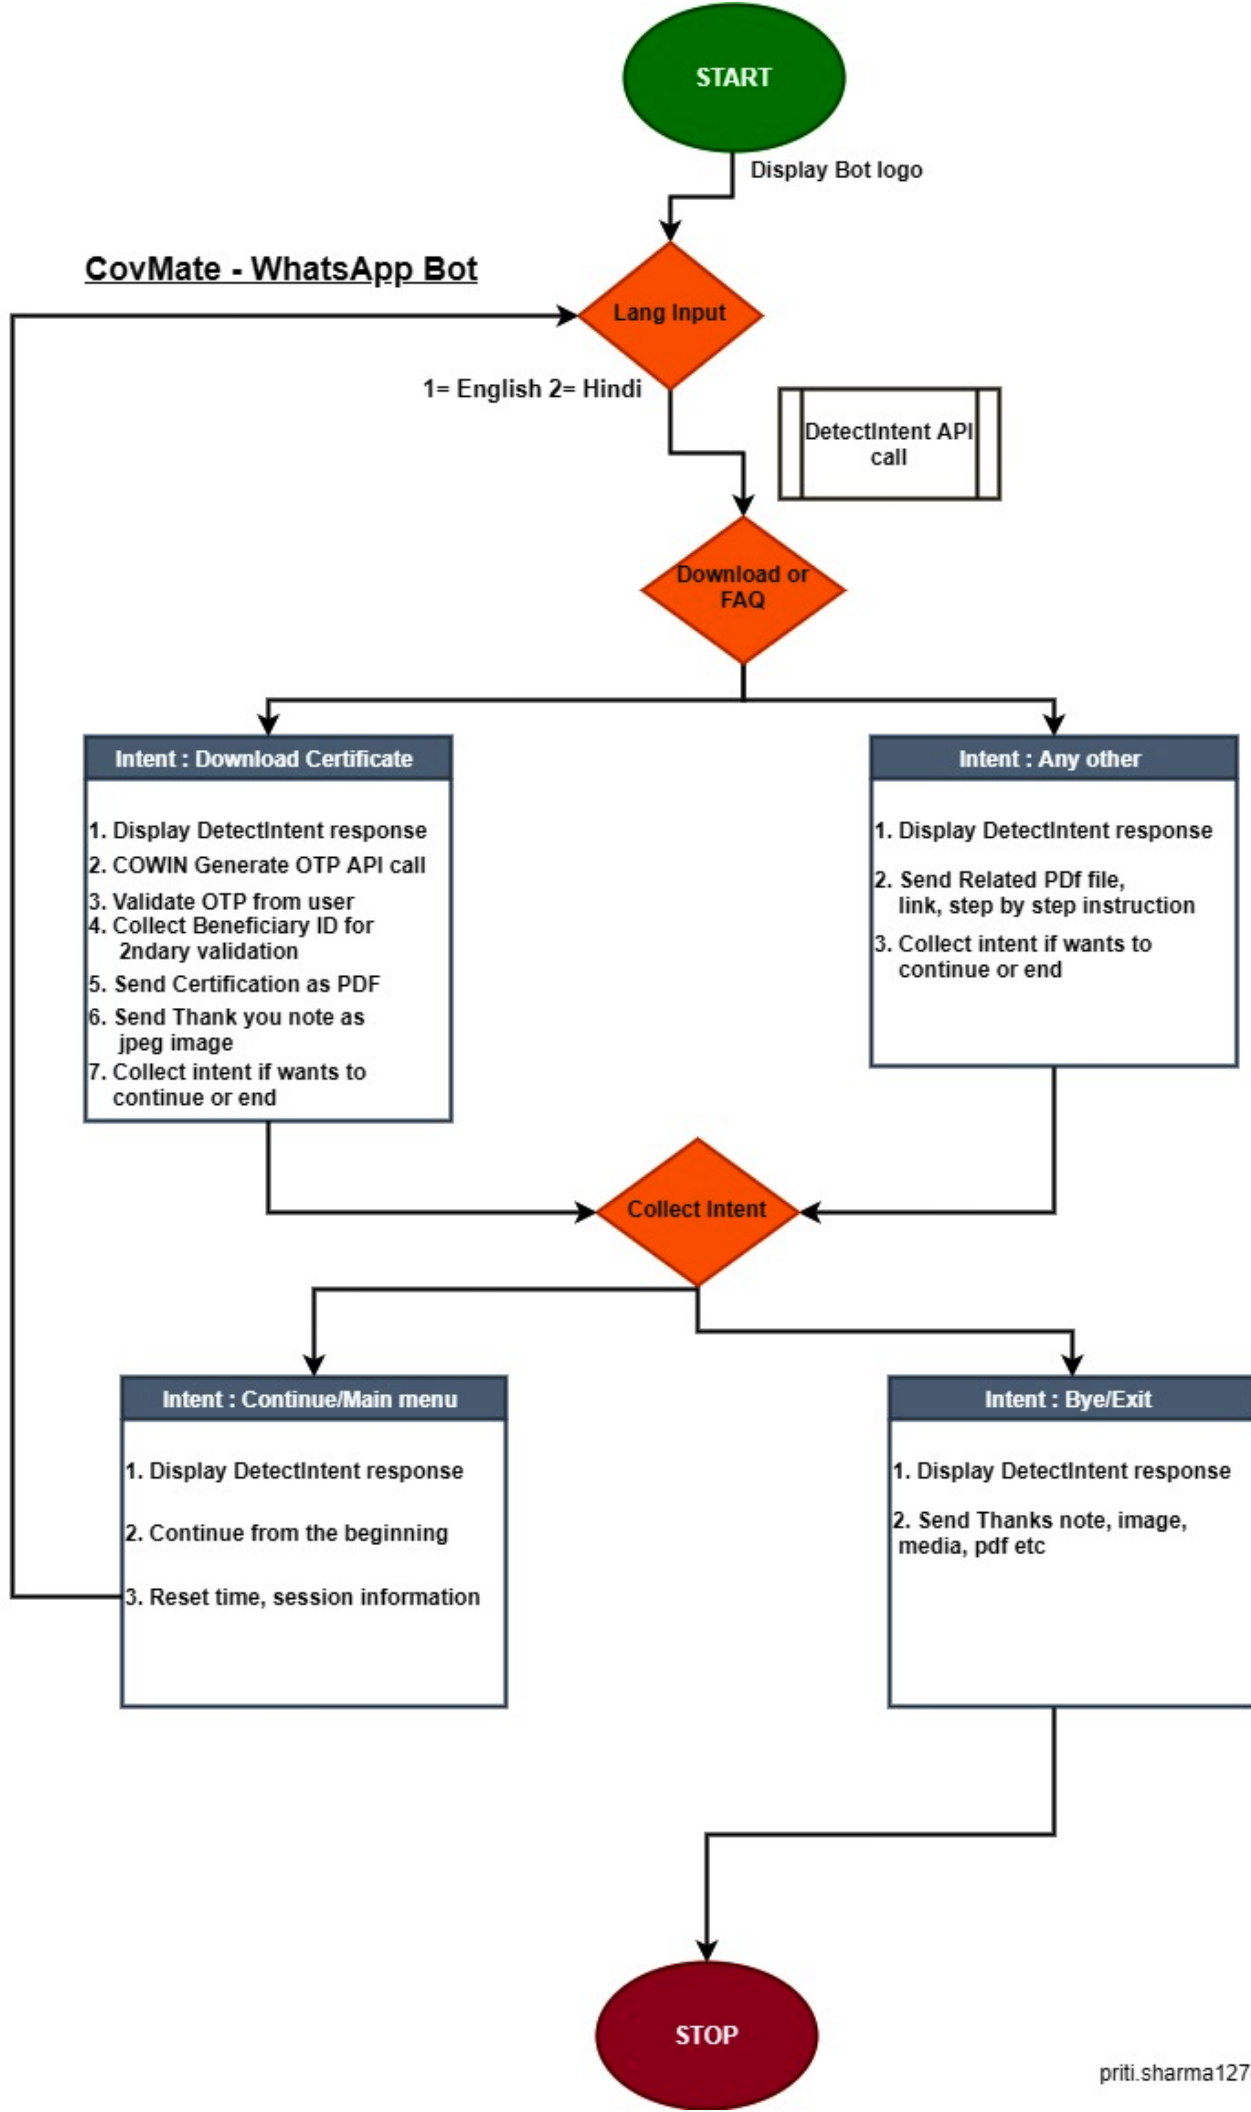 START
Display Bot logo
CovMate - WhatsApp Bot
Lang Input
1= English 2= Hindi
DetectIntent API
call
Download or
FAQ
Intent : Download Certificate
1. Display DetectIntent response
2. COWIN Generate OTP API call
3. Validate OTP from user
4. Collect Beneficiary ID for
2ndary validation
5. Send Certification as PDF
6. Send Thank you note as
jpeg image
7. Collect intent if wants to
continue or end
Intent : Any other
1. Display DetectIntent response
2. Send Related PDf file,
link, step by step instruction
3. Collect intent if wants to
continue or end
Collect Intent
Intent : Continue/Main menu
1. Display DetectIntent response
2. Continue from the beginning
3. Reset time, session information
Intent : Bye/Exit
1. Display DetectIntent response
2. Send Thanks note, image,
media, pdf etc
STOP